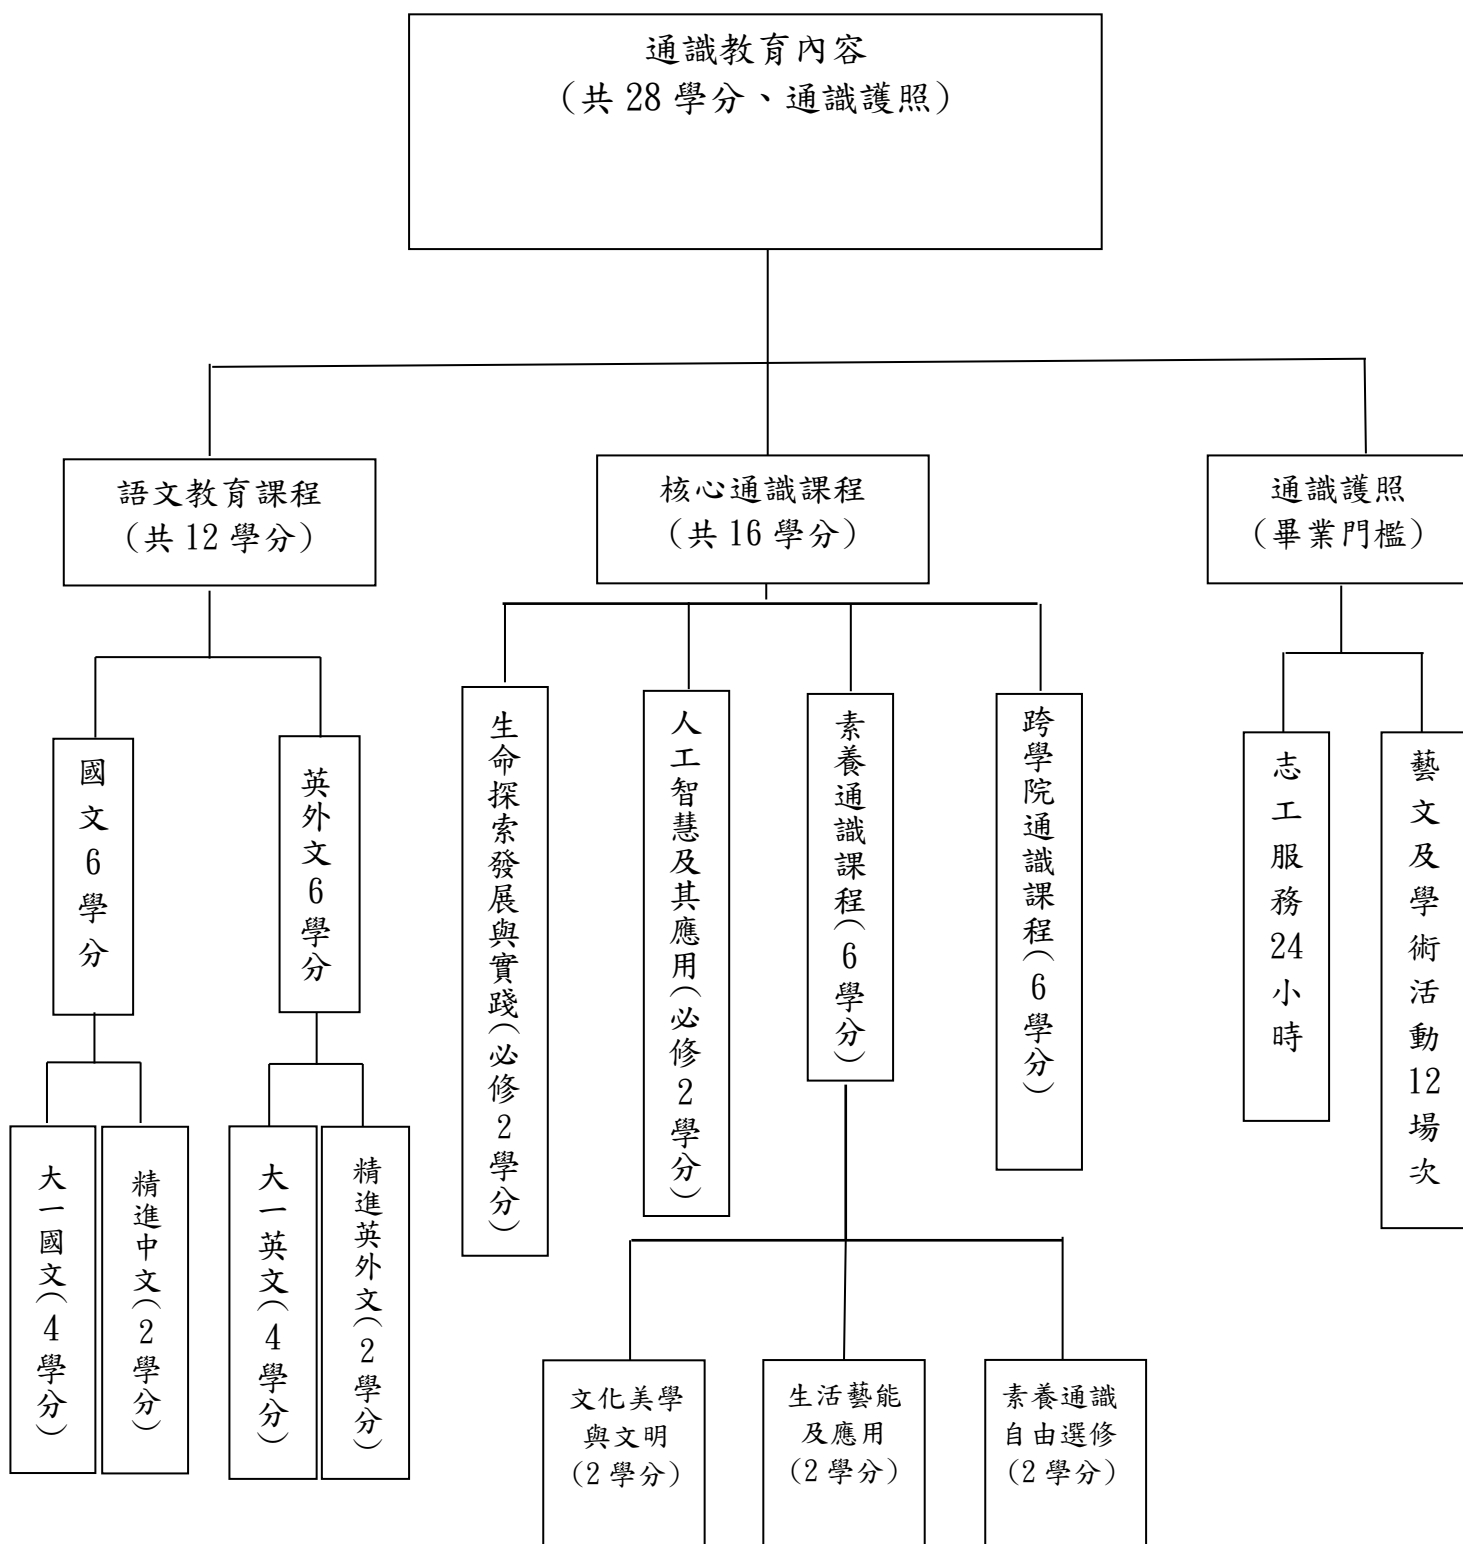 通識教育內容
（共 28 學分、通識護照）
語文教育課程
（共 12 學分）
核心通識課程
（共 16 學分）
通識護照
（畢業門檻）
國文6學分
英外文6學分
生命探索發展與實踐（必修2學分）
人工智慧及其應用（必修2學分）
素養通識課程（6學分）
跨學院通識課程（6學分）
志工服務24小時
藝文及學術活動12場次
大一國文（4學分）
精進中文（2學分）
大一英文（4學分）
精進英外文（2學分）
文化美學
與文明
（2 學分）
生活藝能
及應用
（2 學分）
素養通識
自由選修
（2 學分）